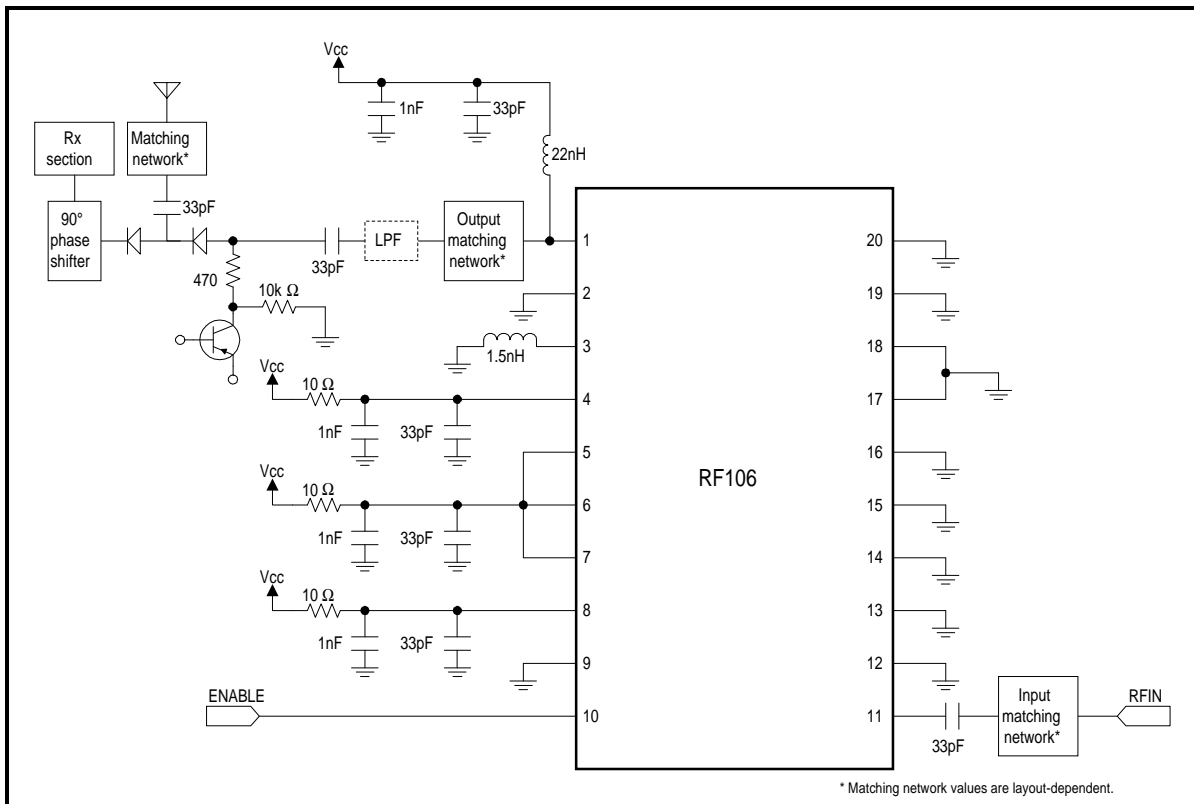 Vcc
1nF
33pF
22nH
Rx
section
Matching
network*
33pF
90°
phase
shifter
LPF
Output
matching
network*
33pF
470
10k Ω
1.5nH
Vcc
10 Ω
1nF
33pF
Vcc
10 Ω
1nF
33pF
Vcc
10 Ω
1nF
33pF
ENABLE
1
2
3
4
5
6
7
8
9
10
RF106
20
19
18
17
16
15
14
13
12
11
33pF
Input
matching
network*
RFIN
* Matching network values are layout-dependent.